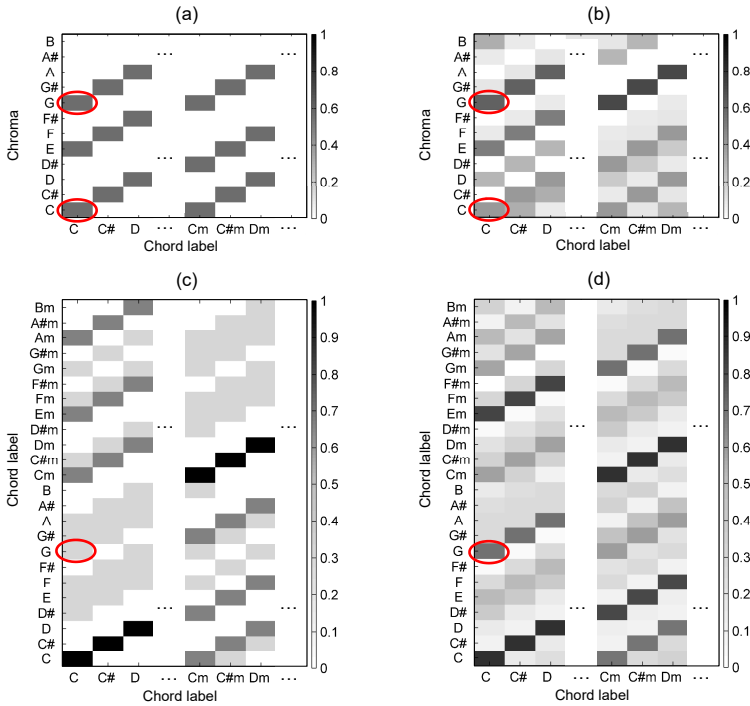 (a)
Chroma
B
A#
A
G#
G
F#
F
E
D#
D
C#
C
...
...
...
...
C C# D ... Cm C#m Dm ...
Chord label
1
0.8
0.6
0.4
0.2
0
(b)
Chroma
B
A#
A
G#
G
F#
F
E
D#
D
C#
C
...
...
...
...
C C# D ... Cm C#m Dm ...
Chord label
1
0.8
0.6
0.4
0.2
0
(c)
Chord label
Bm
A#m
Am
G#m
Gm
F#m
Fm
Em
D#m
Dm
C#m
Cm
B
A#
A
G#
G
F#
F
E
D#
D
C#
C
...
...
...
...
C C# D ... Cm C#m Dm ...
Chord label
1
0.9
0.8
0.7
0.6
0.5
0.4
0.3
0.2
0.1
0
(d)
Chord lalbel
Bm
A#m
Am
G#m
Gm
F#m
Fm
Em
D#m
Dm
C#m
Cm
B
A#
A
G#
G
F#
F
E
D#
D
C#
C
...
...
...
...
C C# D ... Cm C#m Dm ...
Chord label
1
0.9
0.8
0.7
0.6
0.5
0.4
0.3
0.2
0.1
0